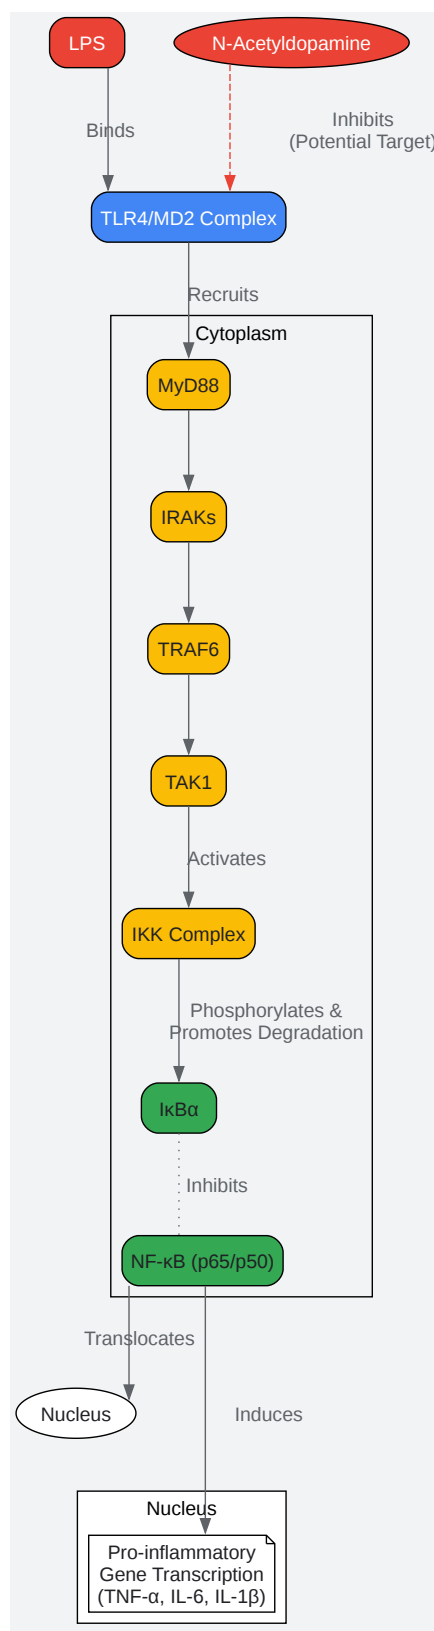 LPS
N-Acetyldopamine
Binds
Inhibits
(Potential Target)
TLR4/MD2 Complex
Recruits
Cytoplasm
MyD88
IRAKs
TRAF6
TAK1
Activates
IKK Complex
Phosphorylates &
Promotes Degradation
IκBα
Inhibits
NF-κB (p65/p50)
Translocates
Nucleus
Induces
Nucleus
Pro-inflammatory
Gene Transcription
(TNF-α, IL-6, IL-1β)